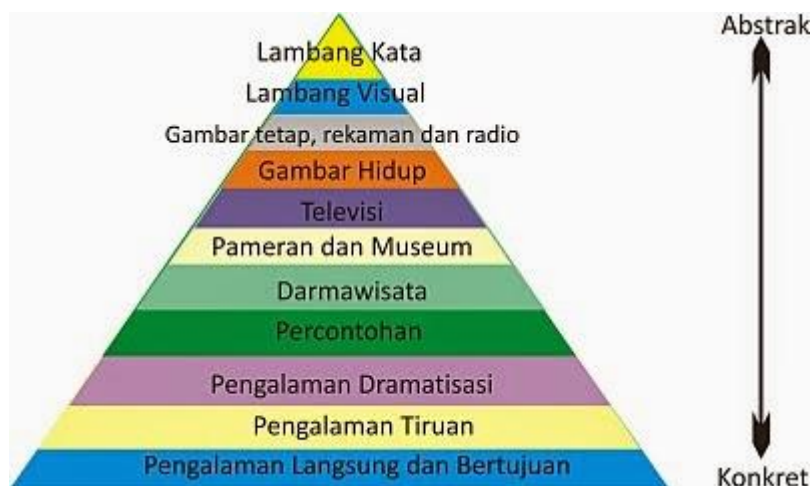 Abstrak
Lambang Kata
Lambang Visual
Gambar tetap, rekaman dan radio
Gambar Hidup
Televisi
Pameran dan Museum
Darmawisata
Percontohan
Pengalaman Dramatisasi
Pengalaman Tiruan
Pengalaman Langsung dan Bertujuan
Konkret